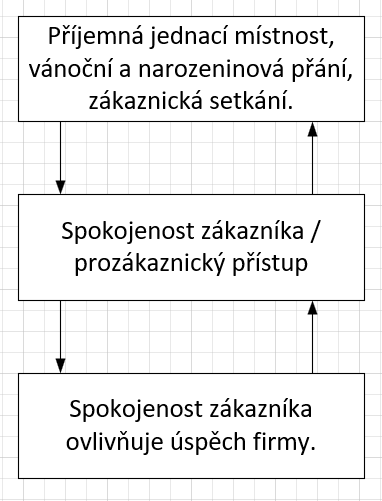 Příjemná jednací místnost,
vánoční a narozeninová přání,
zákaznická setkání.
Spokojenost zákazníka /
prozákaznický přístup
Spokojenost zákazníka
ovlivňuje úspěch firmy.